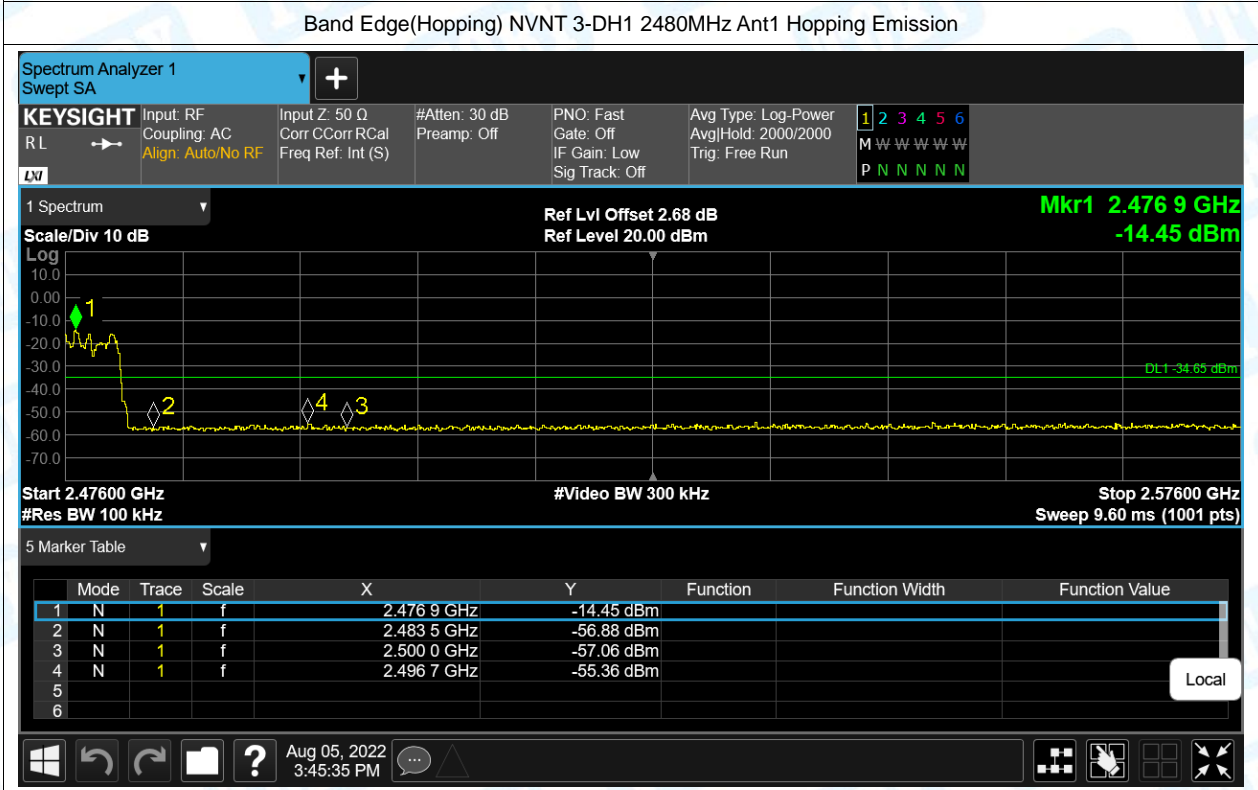 Band Edge(Hopping) NVNT 3-DH1 2480MHz Ant1 Hopping Emission
Spectrum Analyzer 1
Swept SA
KEYSIGHT
RL
LXI
Input: RF
Coupling: AC
Align: Auto/No RF
Input Z: 50 Ω
Corr CCorr RCal
Freq Ref: Int (S)
#Atten: 30 dB
Preamp: Off
PNO: Fast
Gate: Off
IF Gain: Low
Sig Track: Off
Avg Type: Log-Power
Avg|Hold: 2000/2000
Trig: Free Run
1 2 3 4 5 6
M W W W W W
P N N N N N
1 Spectrum
Scale/Div 10 dB
Ref Lvl Offset 2.68 dB
Ref Level 20.00 dBm
Mkr1 2.476 9 GHz
-14.45 dBm
Log
10.0
0.00
-10.0
-20.0
-30.0
-40.0
-50.0
-60.0
-70.0
1
2
4
3
DL1 -34.65 dBm
Start 2.47600 GHz
#Video BW 300 kHz
Stop 2.57600 GHz
#Res BW 100 kHz
Sweep 9.60 ms (1001 pts)
5 Marker Table
Mode Trace Scale X Y Function Function Width Function Value
1 N 1 f 2.476 9 GHz -14.45 dBm
2 N 1 f 2.483 5 GHz -56.88 dBm
3 N 1 f 2.500 0 GHz -57.06 dBm
4 N 1 f 2.496 7 GHz -55.36 dBm
5
6
Local
?
Aug 05, 2022
3:45:35 PM